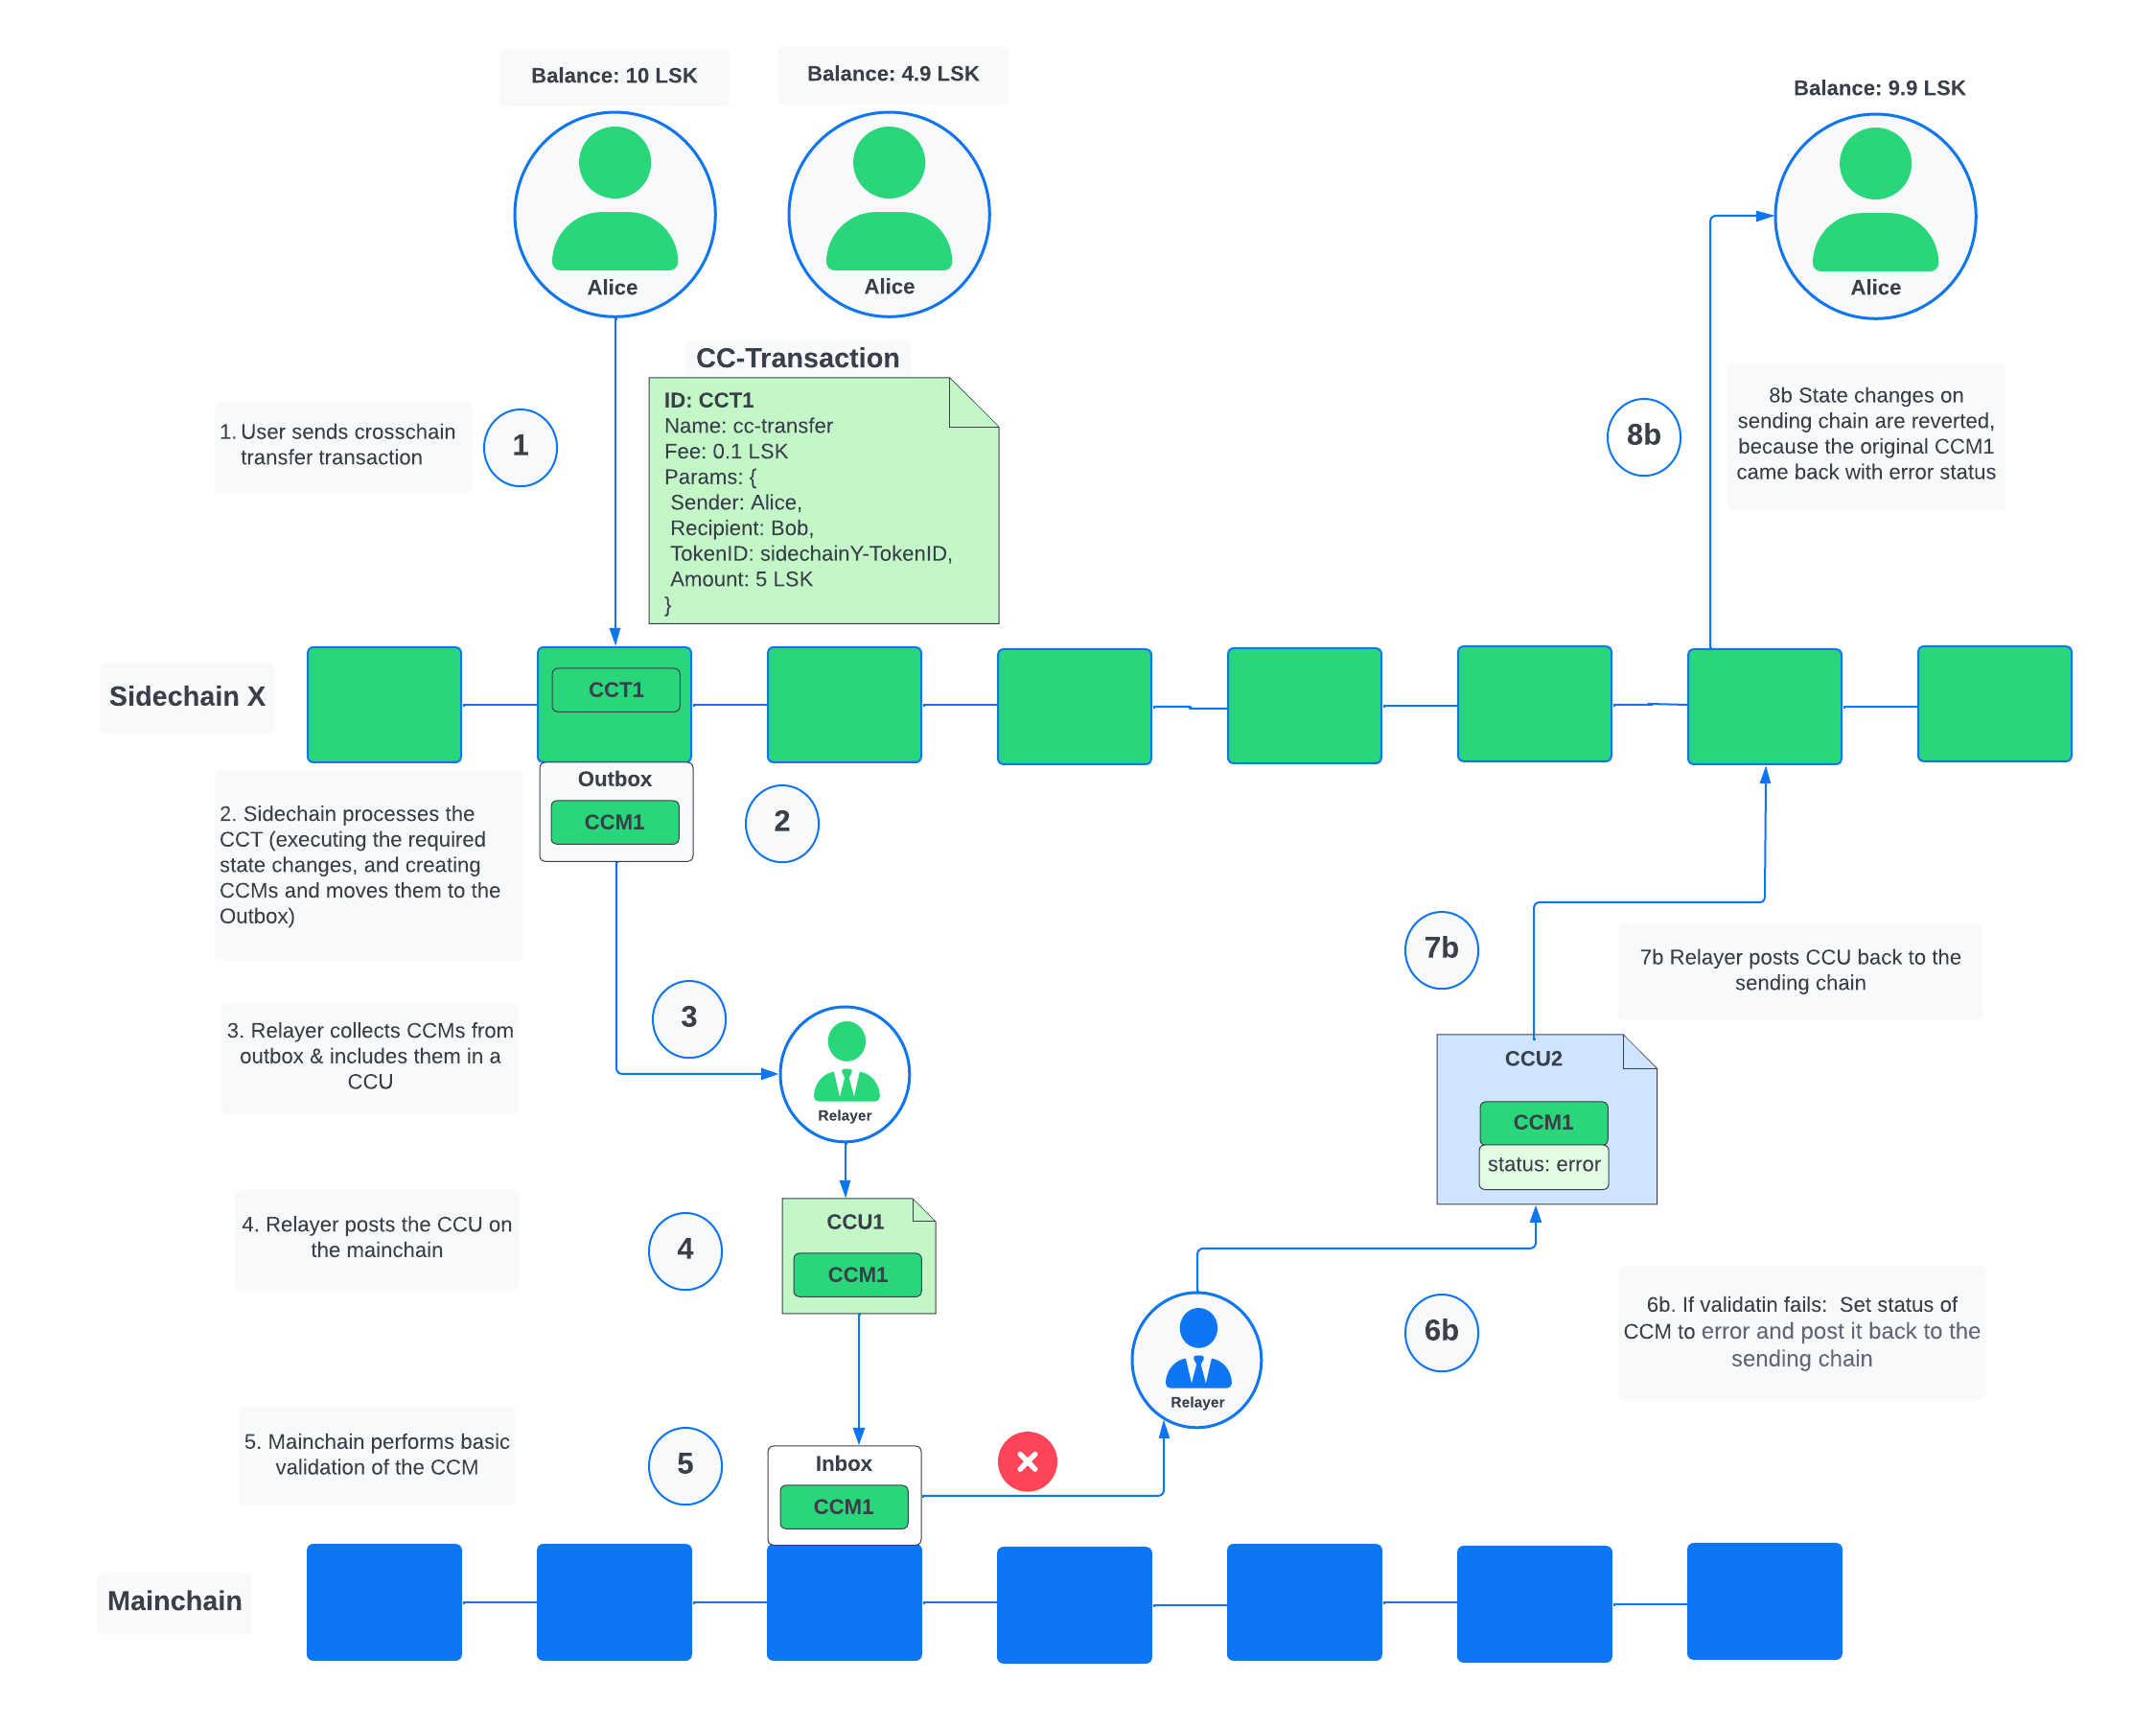 Balance: 10 LSK
Balance: 4.9 LSK
Balance: 9.9 LSK
Alice
Alice
Alice
CC-Transaction
ID: CCT1
Name: cc-transfer
Fee: 0.1 LSK
Params: {
Sender: Alice,
Recipient: Bob,
TokenID: sidechainY-TokenID,
Amount: 5 LSK
}
1. User sends crosschain
transfer transaction
1
8b
8b State changes on
sending chain are reverted,
because the original CCM1
came back with error status
Sidechain X
CCT1
Outbox
CCM1
2
2. Sidechain processes the
CCT (executing the required
state changes, and creating
CCMs and moves them to the
Outbox)
7b
7b Relayer posts CCU back to the
sending chain
3. Relayer collects CCMs from
outbox & includes them in a
CCU
3
Relayer
CCU2
CCM1
status: error
4. Relayer posts the CCU on
the mainchain
4
CCU1
CCM1
Relayer
6b
6b. If validatin fails:  Set status of
CCM to error and post it back to the
sending chain
5. Mainchain performs basic
validation of the CCM
5
Inbox
CCM1
Mainchain